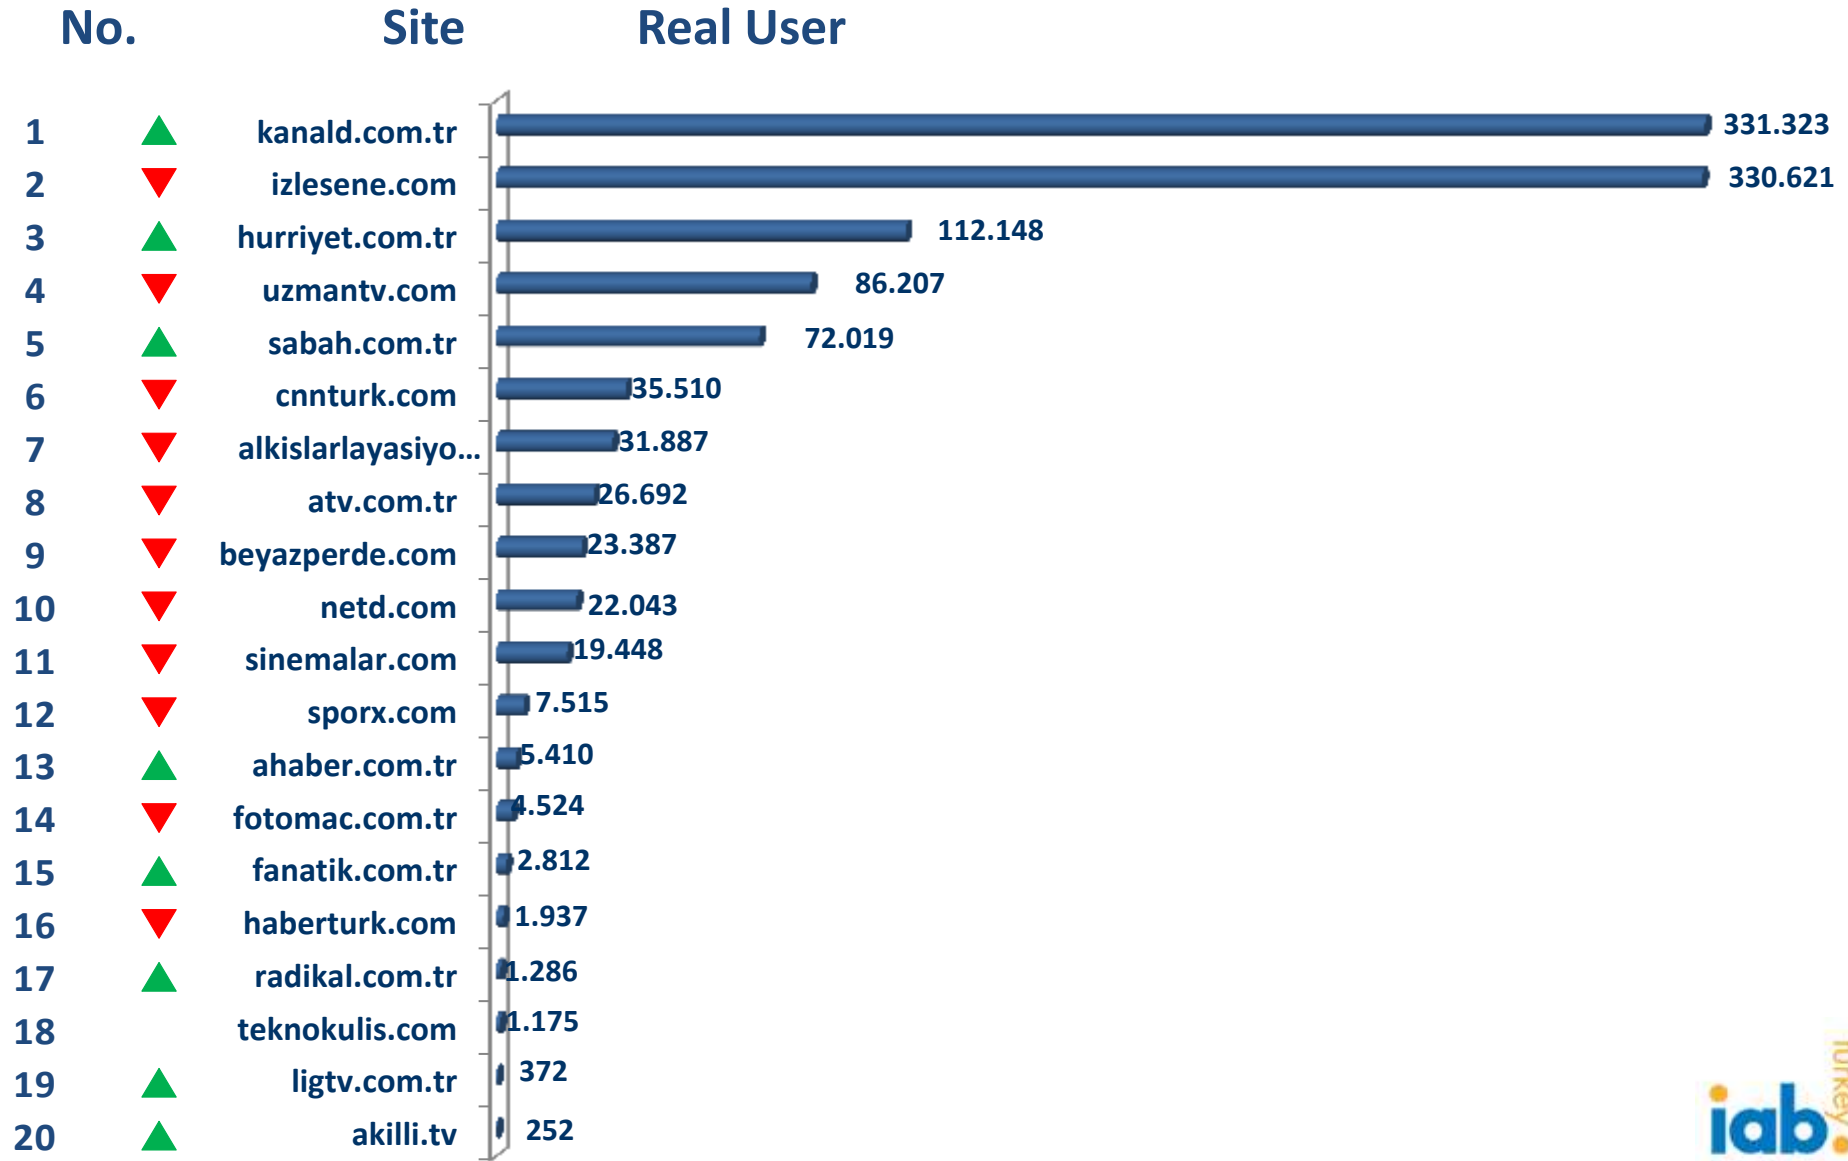 No. Site Real User
1 kanald.com.tr 331.323
2 izlesene.com 330.621
3 hurriyet.com.tr 112.148
4 uzmantv.com 86.207
5 sabah.com.tr 72.019
6 cnnturk.com 35.510
7 alkislarlayasiyo... 31.887
8 atv.com.tr 26.692
9 beyazperde.com 23.387
10 netd.com 22.043
11 sinemalar.com 19.448
12 sporx.com 7.515
13 ahaber.com.tr 5.410
14 fotomac.com.tr 4.524
15 fanatik.com.tr 2.812
16 haberturk.com 1.937
17 radikal.com.tr 1.286
18 teknokulis.com 1.175
19 ligtv.com.tr 372
20 akilli.tv 252
iab.
Turkey